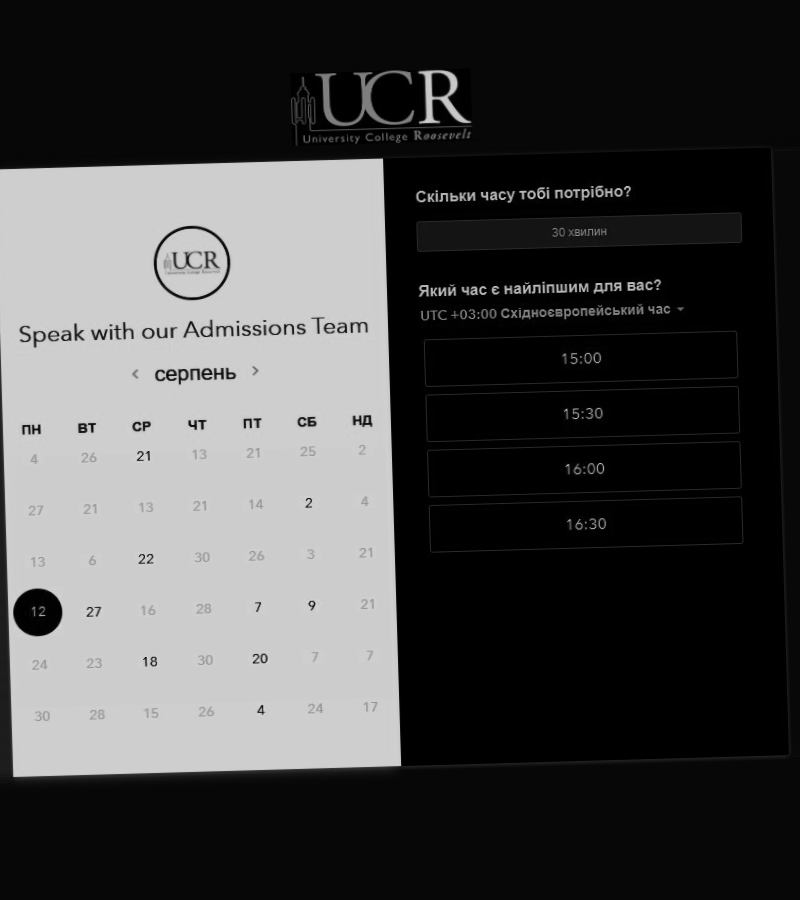 UCR
University College Roosevelt
UCR
University College Roosevelt
Speak with our Admissions Team
серпень
ПН ВТ СР ЧТ ПТ СБ НД
4 26 21 13 21 25 2
27 21 13 21 14 2 4
13 6 22 30 26 3 21
12 27 16 28 7 9 21
24 23 18 30 20 7 7
30 28 15 26 4 24 17
Скільки часу тобі потрібно?
30 хвилин
Який час є найліпшим для вас?
UTC +03:00 Східноєвропейський час
15:00
15:30
16:00
16:30